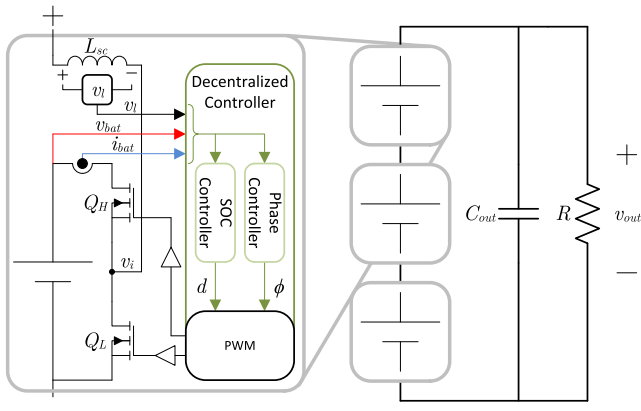 +
L_sc
+ −
v_l
Decentralized
Controller
v_l
v_bat
i_bat
SOC
Controller
Phase
Controller
Q_H
v_i
d
ϕ
Q_L
PWM
C_out
R
+
v_out
−